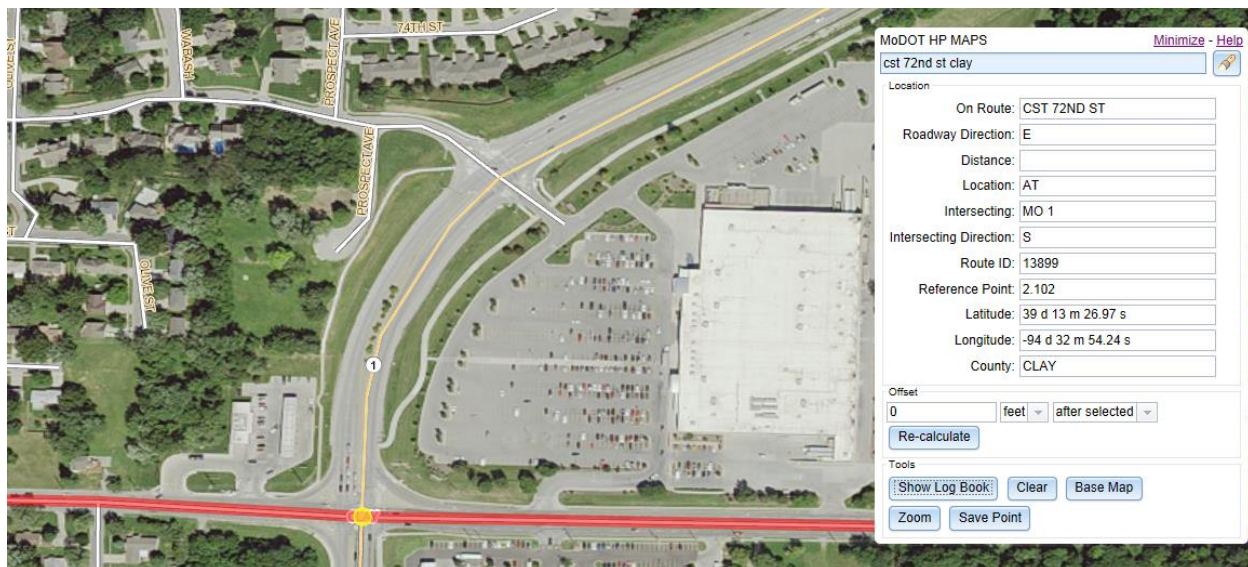 74TH ST
OLIVE ST
WABASH
PROSPECT AVE
PROSPECT AVE
ST
OLIVE ST
1
MoDOT HP MAPS Minimize - Help
cst 72nd st clay
Location
On Route: CST 72ND ST
Roadway Direction: E
Distance:
Location: AT
Intersecting: MO 1
Intersecting Direction: S
Route ID: 13899
Reference Point: 2.102
Latitude: 39 d 13 m 26.97 s
Longitude: -94 d 32 m 54.24 s
County: CLAY
Offset
0 feet after selected
Re-calculate
Tools
Show Log Book Clear Base Map
Zoom Save Point